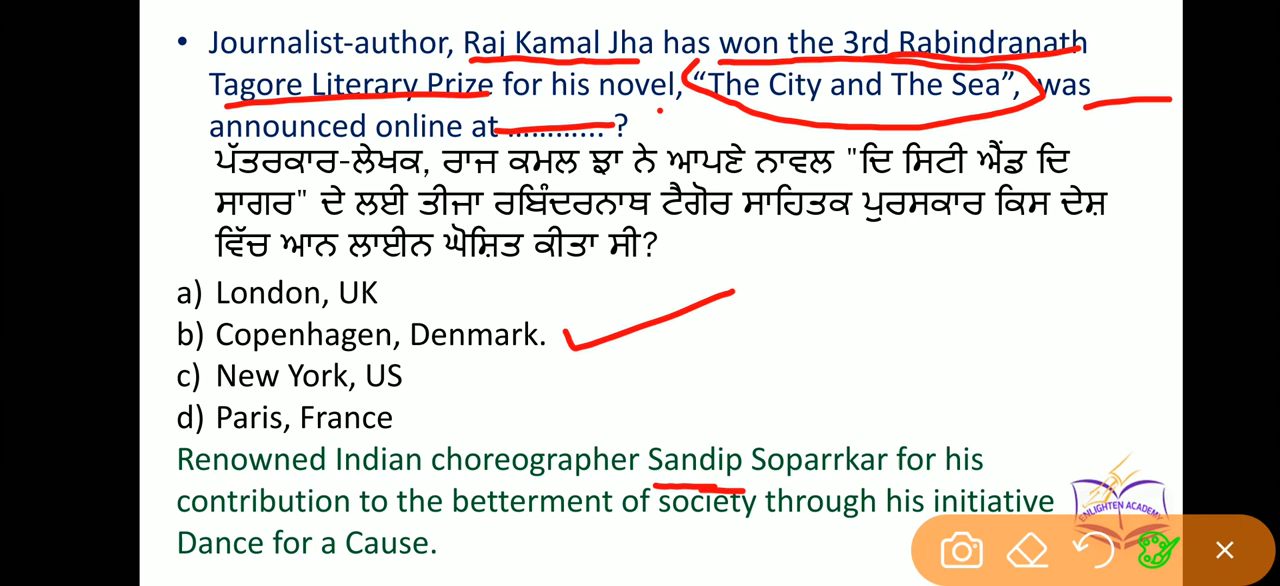 • Journalist-author, Raj Kamal Jha has won the 3rd Rabindranath
Tagore Literary Prize for his novel, “The City and The Sea”, was
announced online at ………… ?
ਪੱਤਰਕਾਰ-ਲੇਖਕ, ਰਾਜ ਕਮਲ ਝਾ ਨੇ ਆਪਣੇ ਨਾਵਲ "ਦਿ ਸਿਟੀ ਐਂਡ ਦਿ
ਸਾਗਰ" ਦੇ ਲਈ ਤੀਜਾ ਰਬਿੰਦਰਨਾਥ ਟੈਗੋਰ ਸਾਹਿਤਕ ਪੁਰਸਕਾਰ ਕਿਸ ਦੇਸ਼
ਵਿੱਚ ਆਨ ਲਾਈਨ ਘੋਸ਼ਿਤ ਕੀਤਾ ਸੀ?
a) London, UK
b) Copenhagen, Denmark.
c) New York, US
d) Paris, France
Renowned Indian choreographer Sandip Soparrkar for his
contribution to the betterment of society through his initiative
Dance for a Cause.
ENLIGHTEN ACADEMY